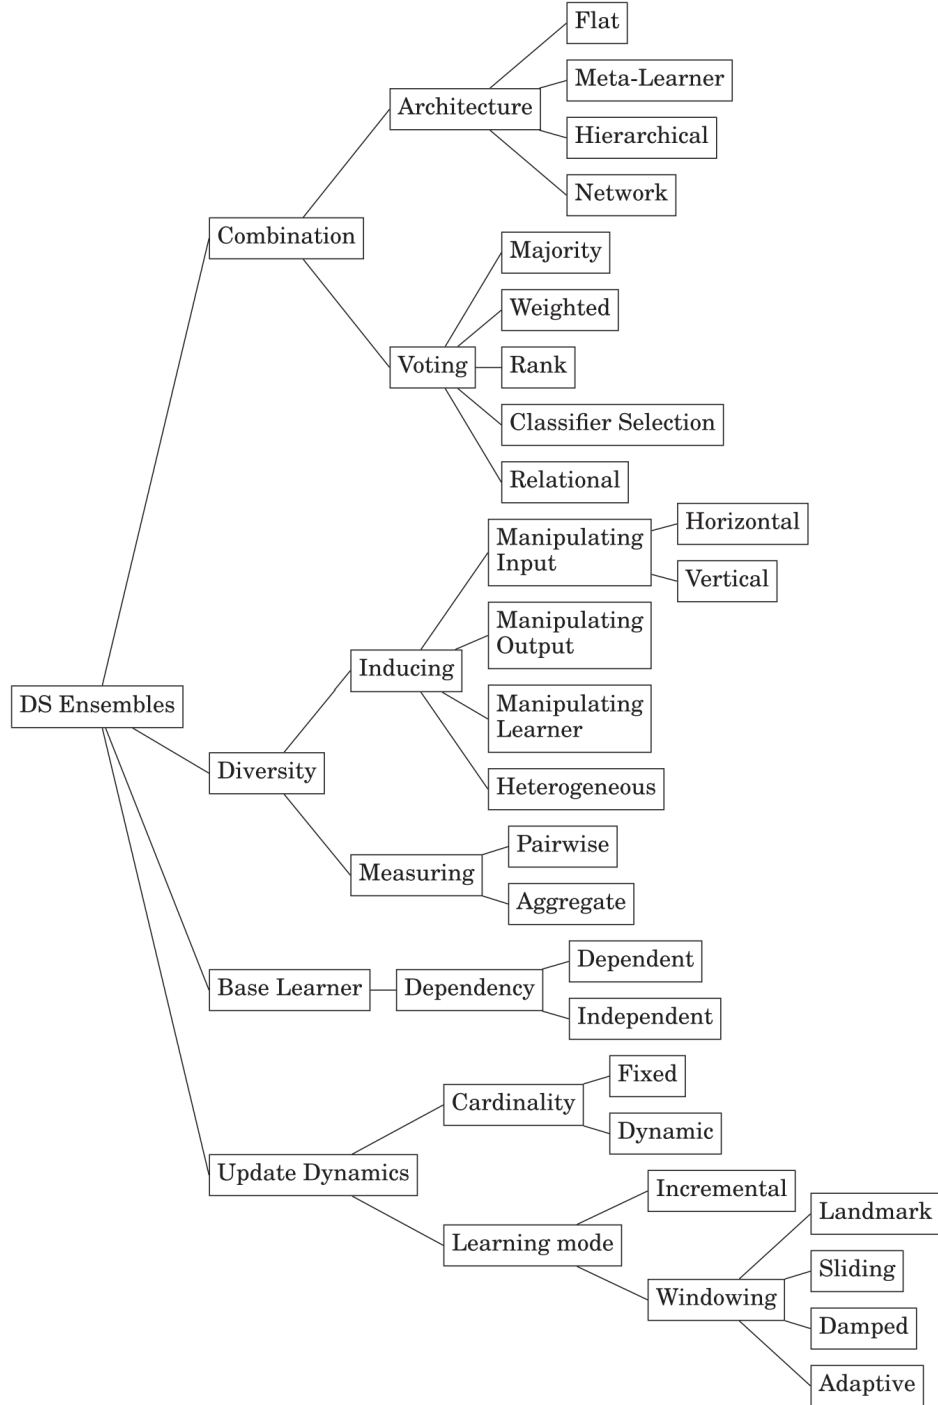 Flat
Meta-Learner
Architecture
Hierarchical
Network
Combination
Majority
Weighted
Voting
Rank
Classifier Selection
Relational
Horizontal
Manipulating
Input
Vertical
Manipulating
Output
Inducing
Manipulating
Learner
DS Ensembles
Diversity
Heterogeneous
Pairwise
Measuring
Aggregate
Dependent
Base Learner
Dependency
Independent
Fixed
Cardinality
Dynamic
Update Dynamics
Incremental
Landmark
Learning mode
Sliding
Windowing
Damped
Adaptive